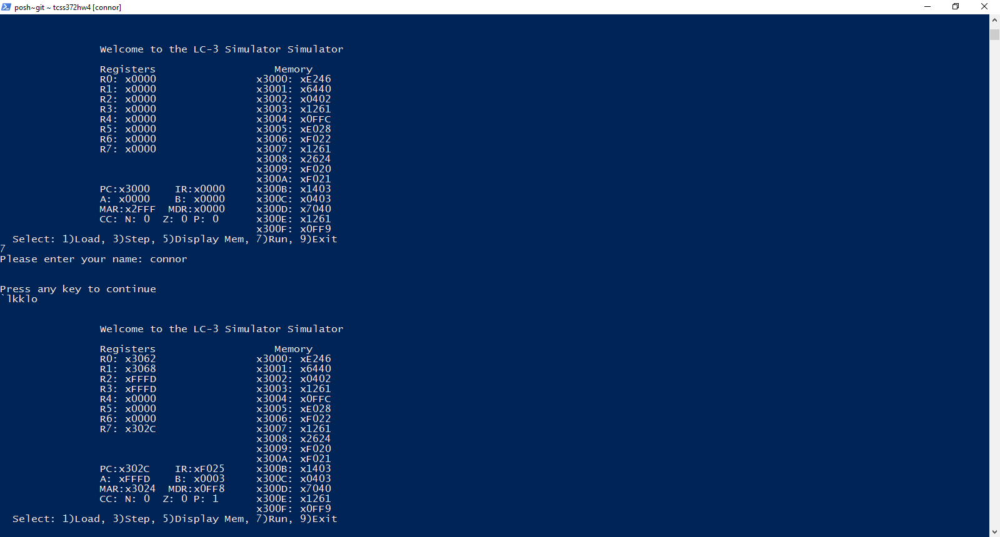 posh~git ~ tcss372hw4 [connor]
Welcome to the LC-3 Simulator Simulator
Registers Memory
R0: x0000 x3000: xE246
R1: x0000 x3001: x6440
R2: x0000 x3002: x0402
R3: x0000 x3003: x1261
R4: x0000 x3004: x0FFC
R5: x0000 x3005: xE028
R6: x0000 x3006: xF022
R7: x0000 x3007: x1261
x3008: x2624
x3009: xF020
x300A: xF021
PC:x3000 IR:x0000 x300B: x1403
A: x0000 B: x0000 x300C: x0403
MAR:x2FFF MDR:x0000 x300D: x7040
CC: N: 0 Z: 0 P: 0 x300E: x1261
x300F: x0FF9
Select: 1)Load, 3)Step, 5)Display Mem, 7)Run, 9)Exit
7
Please enter your name: connor
Press any key to continue
`lkklo
Welcome to the LC-3 Simulator Simulator
Registers Memory
R0: x3062 x3000: xE246
R1: x3068 x3001: x6440
R2: xFFFD x3002: x0402
R3: xFFFD x3003: x1261
R4: x0000 x3004: x0FFC
R5: x0000 x3005: xE028
R6: x0000 x3006: xF022
R7: x302C x3007: x1261
x3008: x2624
x3009: xF020
x300A: xF021
PC:x302C IR:xF025 x300B: x1403
A: xFFFD B: x0003 x300C: x0403
MAR:x3024 MDR:x0FF8 x300D: x7040
CC: N: 0 Z: 0 P: 1 x300E: x1261
x300F: x0FF9
Select: 1)Load, 3)Step, 5)Display Mem, 7)Run, 9)Exit